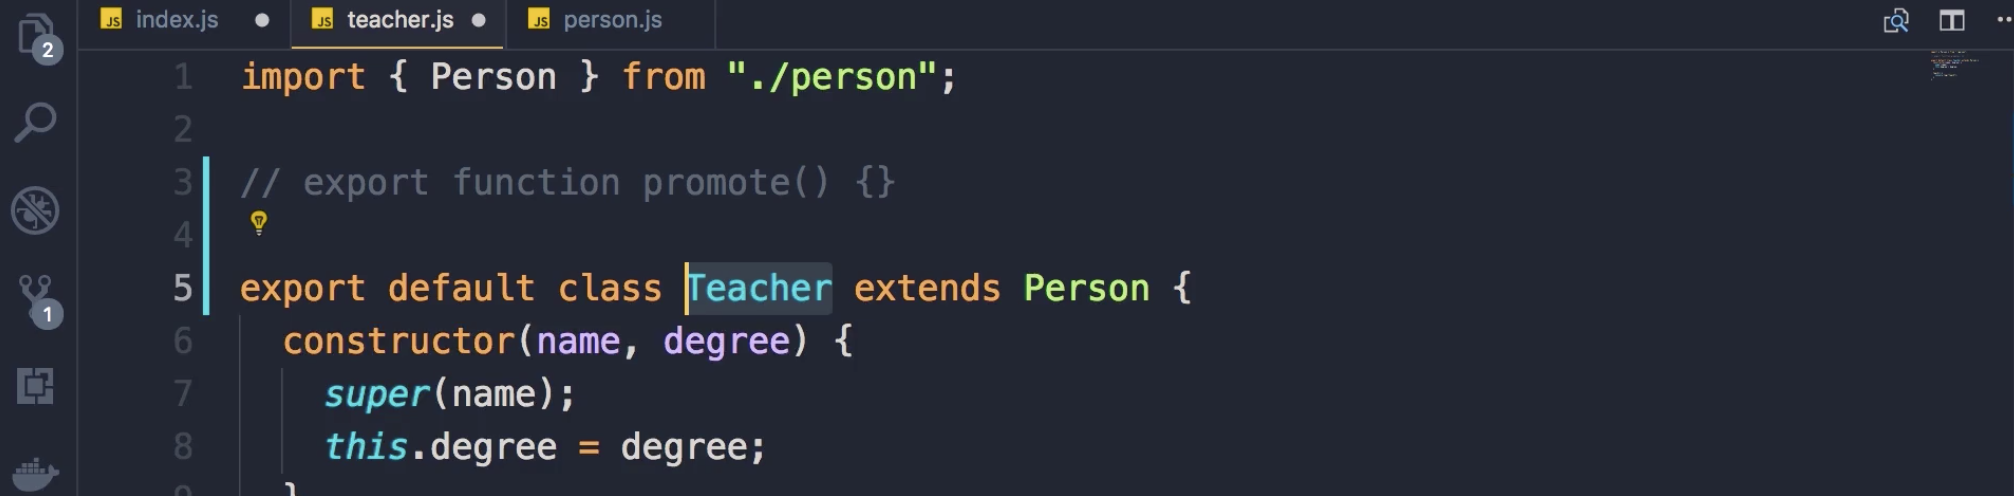 JS index.js JS teacher.js JS person.js
2
1 import { Person } from "./person";
2
3 // export function promote() {}
4
5 export default class Teacher extends Person {
1
6 constructor(name, degree) {
7 super(name);
8 this.degree = degree;
9 }